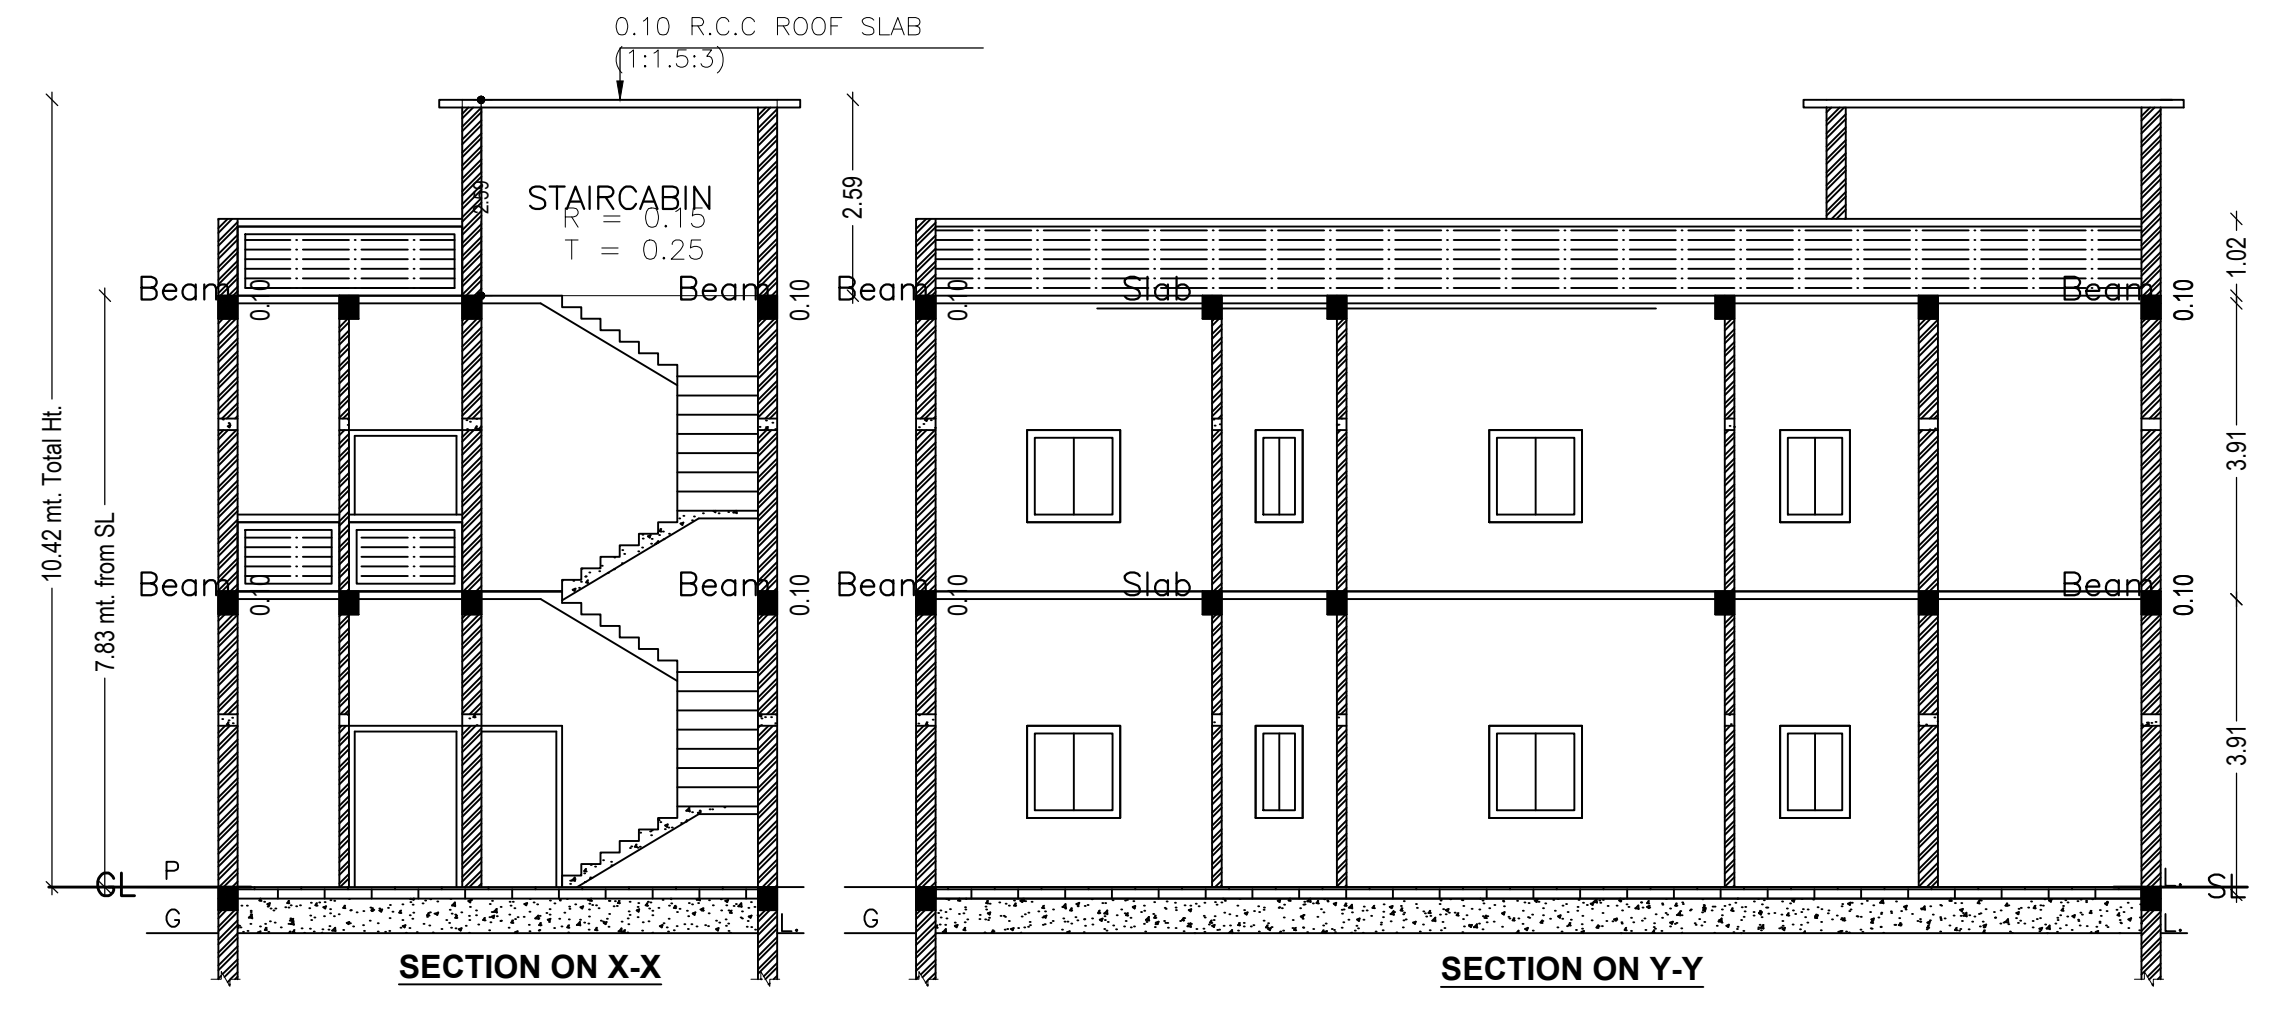 0.10 R.C.C ROOF SLAB
(1:1.5:3)
STAIRCABIN
R = 0.15
T = 0.25
2.59
2.59
10.42 mt. Total Ht.
7.83 mt. from SL
Beam
0.10
Beam
0.10
Beam
0.10
Slab
Beam
0.10
1.02
3.91
Beam
0.10
Beam
0.10
Beam
0.10
Slab
Beam
0.10
3.91
GL
P
G
L.
G
L.
SL
L.
SECTION ON X-X
SECTION ON Y-Y